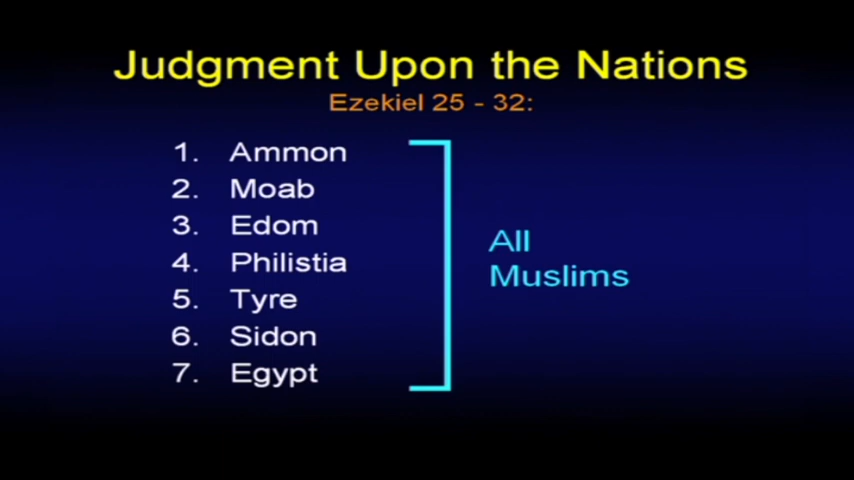 Judgment Upon the Nations
Ezekiel 25 - 32:
1. Ammon
2. Moab
3. Edom
4. Philistia
5. Tyre
6. Sidon
7. Egypt
All
Muslims